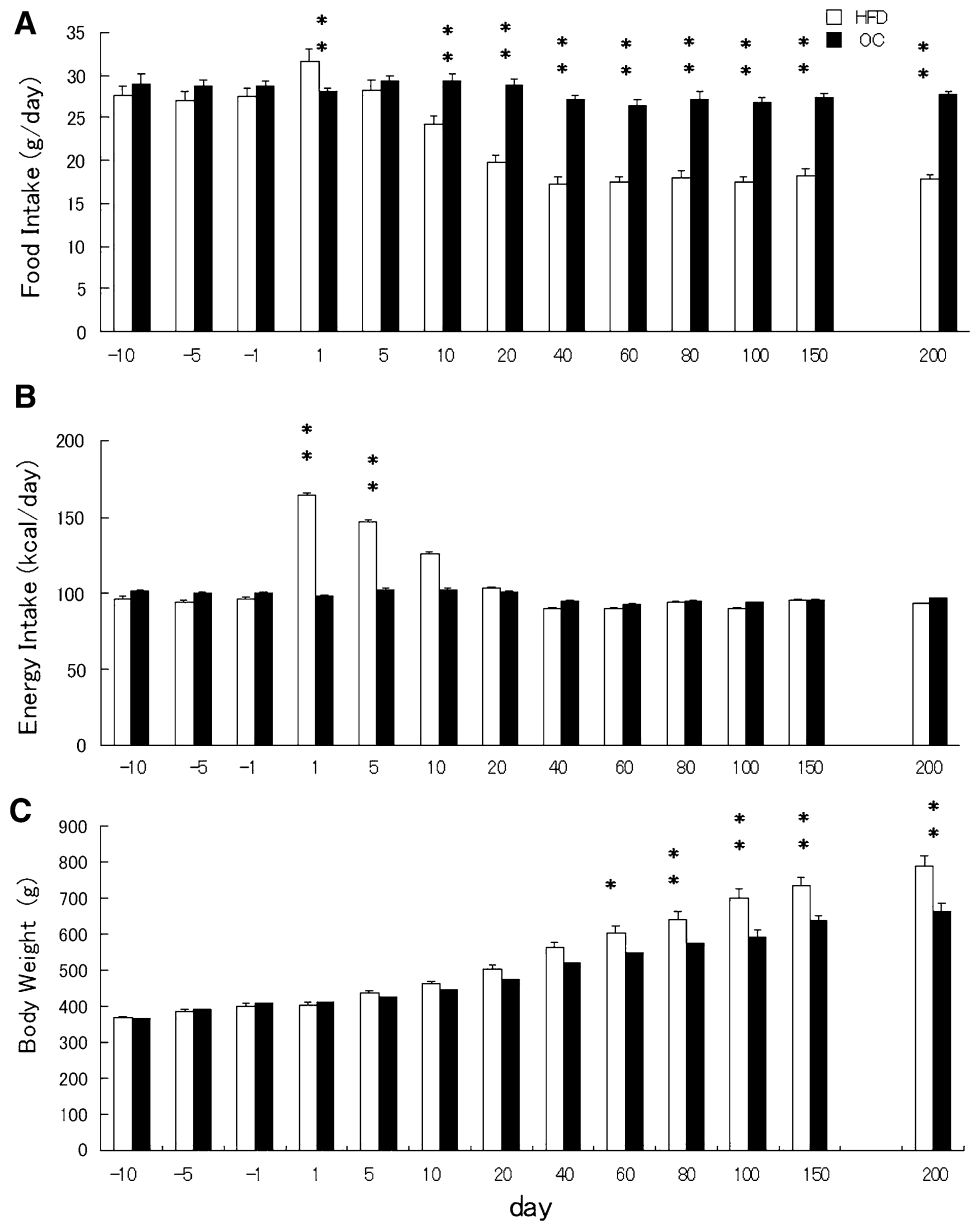 A
HFD
OC
* * * * * * * * *
* * * * * * * * *
Food Intake (g/day)
35
30
25
20
15
10
5
0
-10 -5 -1 1 5 10 20 40 60 80 100 150 200
B
* *
* *
Energy Intake (kcal/day)
200
150
100
50
0
-10 -5 -1 1 5 10 20 40 60 80 100 150 200
C
* * * *
* * * * *
Body Weight (g)
900
800
700
600
500
400
300
200
100
0
-10 -5 -1 1 5 10 20 40 60 80 100 150 200
day